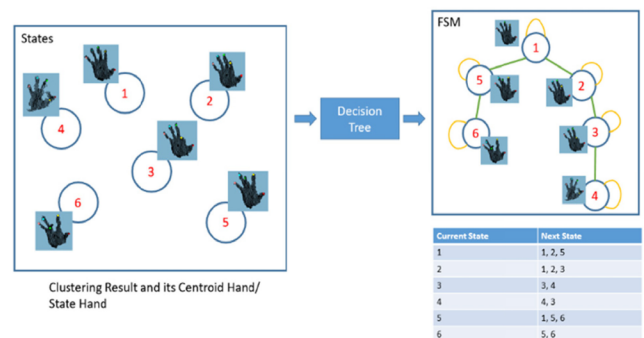 States
1
2
4
3
6
5
Clustering Result and its Centroid Hand/
State Hand
Decision
Tree
FSM
1
5
2
6
3
4
Current State Next State
1 1, 2, 5
2 1, 2, 3
3 3, 4
4 4, 3
5 1, 5, 6
6 5, 6